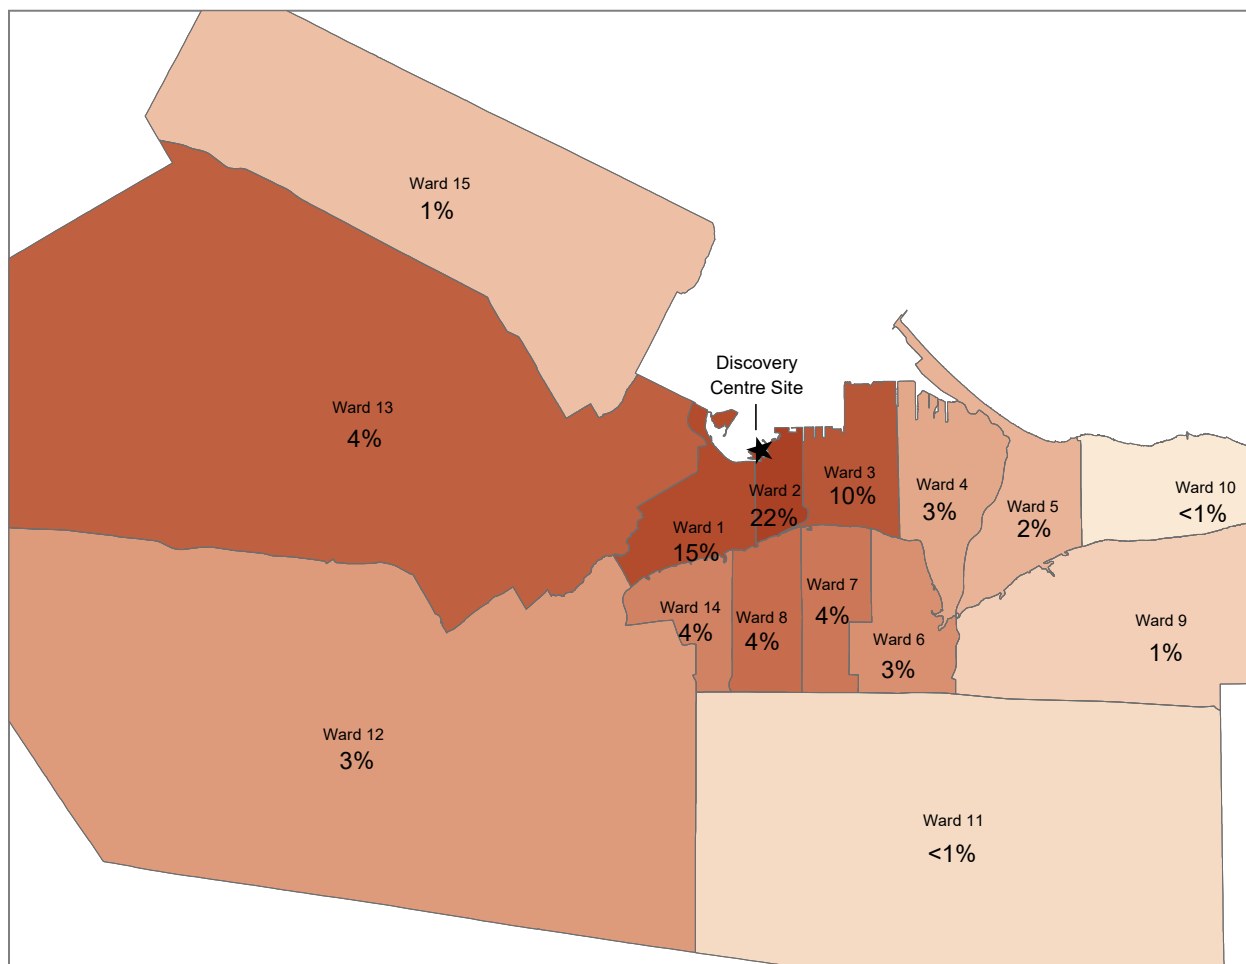 Ward 15
1%
Discovery
Centre Site
Ward 13
4%
Ward 3
10%
Ward 4
3%
Ward 2
22%
Ward 5
2%
Ward 10
<1%
Ward 1
15%
Ward 14
4%
Ward 8
4%
Ward 7
4%
Ward 6
3%
Ward 9
1%
Ward 12
3%
Ward 11
<1%